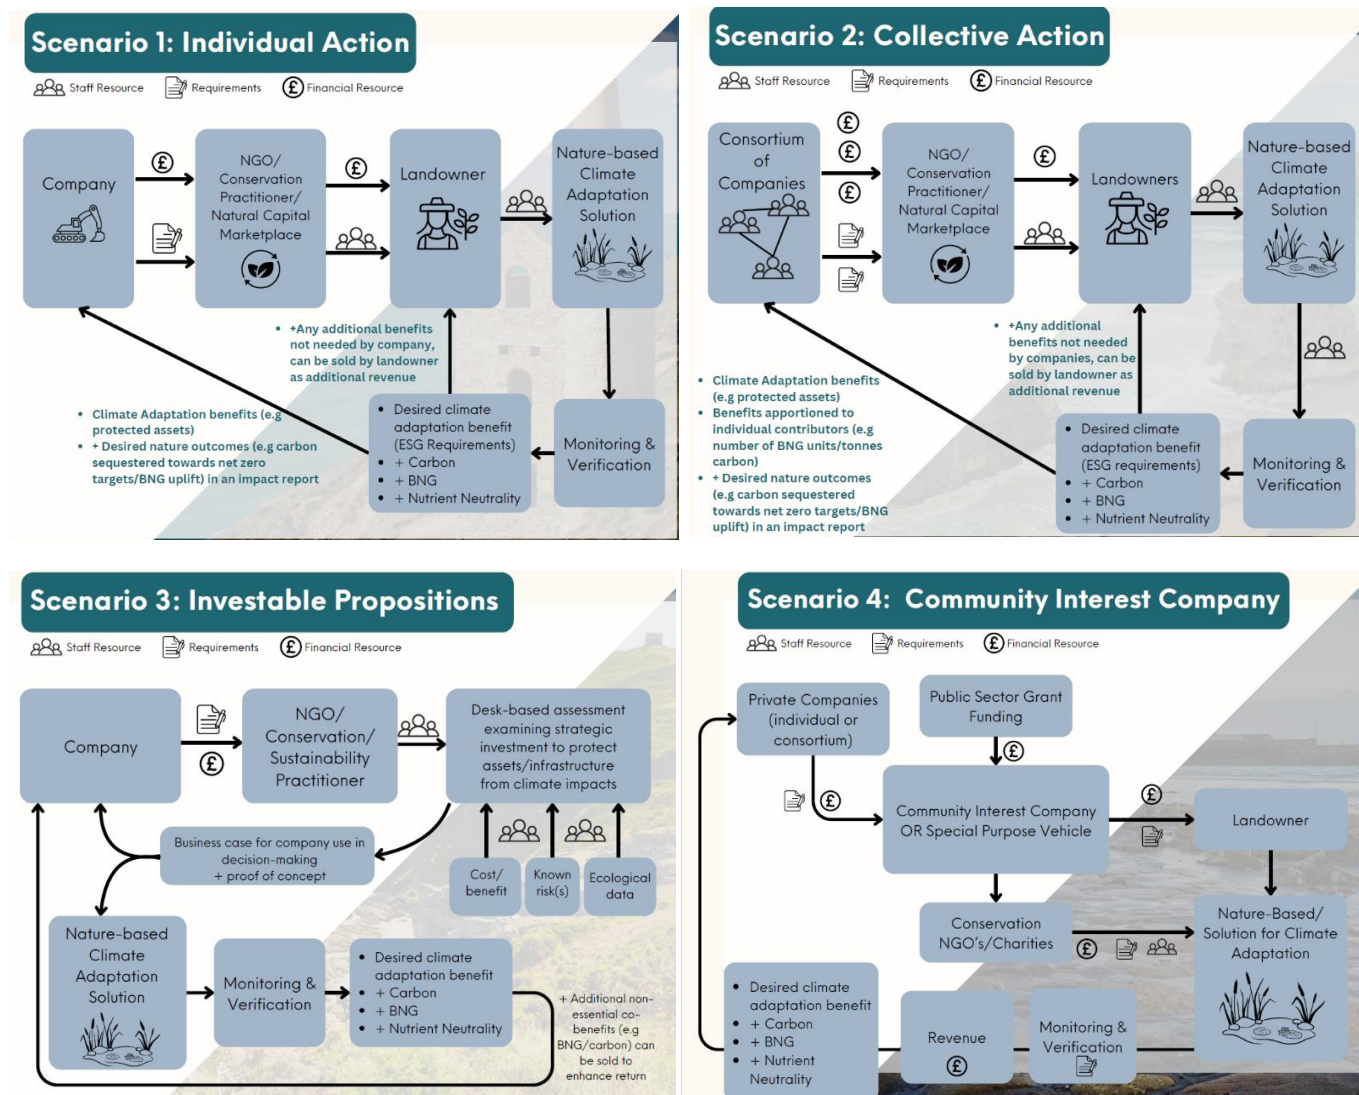 Scenario 1: Individual Action
Staff Resource
Requirements
£ Financial Resource
Company
£
NGO/
Conservation
Practitioner/
Natural Capital
Marketplace
£
Landowner
Nature-based
Climate
Adaptation
Solution
• +Any additional benefits
not needed by company,
can be sold by landowner
as additional revenue
• Climate Adaptation benefits (e.g
protected assets)
• + Desired nature outcomes (e.g carbon
sequestered towards net zero
targets/BNG uplift) in an impact report
• Desired climate
adaptation benefit
(ESG Requirements)
• + Carbon
• + BNG
• + Nutrient Neutrality
Monitoring &
Verification
Scenario 2: Collective Action
Staff Resource
Requirements
£ Financial Resource
Consortium
of
Companies
£
£
£
NGO/
Conservation
Practitioner/
Natural Capital
Marketplace
£
Landowners
Nature-based
Climate
Adaptation
Solution
• +Any additional
benefits not needed
by companies, can be
sold by landowner as
additional revenue
• Climate Adaptation benefits
(e.g protected assets)
• Benefits apportioned to
individual contributors (e.g
number of BNG units/tonnes
carbon)
• + Desired nature outcomes
(e.g carbon sequestered
towards net zero targets/BNG
uplift) in an impact report
• Desired climate
adaptation benefit
(ESG requirements)
• + Carbon
• + BNG
• + Nutrient Neutrality
Monitoring &
Verification
Scenario 3: Investable Propositions
Staff Resource
Requirements
£ Financial Resource
Company
£
NGO/
Conservation/
Sustainability
Practitioner
Desk-based assessment
examining strategic
investment to protect
assets/infrastructure
from climate impacts
Business case for company use in
decision-making
+ proof of concept
Cost/
benefit
Known
risk(s)
Ecological
data
Nature-based
Climate
Adaptation
Solution
Monitoring &
Verification
• Desired climate
adaptation benefit
• + Carbon
• + BNG
• + Nutrient Neutrality
+ Additional non-
essential co-
benefits (e.g
BNG/carbon) can
be sold to
enhance return
Scenario 4: Community Interest Company
Staff Resource
Requirements
£ Financial Resource
Private Companies
(individual or
consortium)
Public Sector Grant
Funding
£
£
Community Interest Company
OR Special Purpose Vehicle
£
Landowner
Conservation
NGO's/Charities
£
Nature-Based/
Solution for Climate
Adaptation
• Desired climate
adaptation benefit
• + Carbon
• + BNG
• + Nutrient
Neutrality
Revenue
£
Monitoring &
Verification